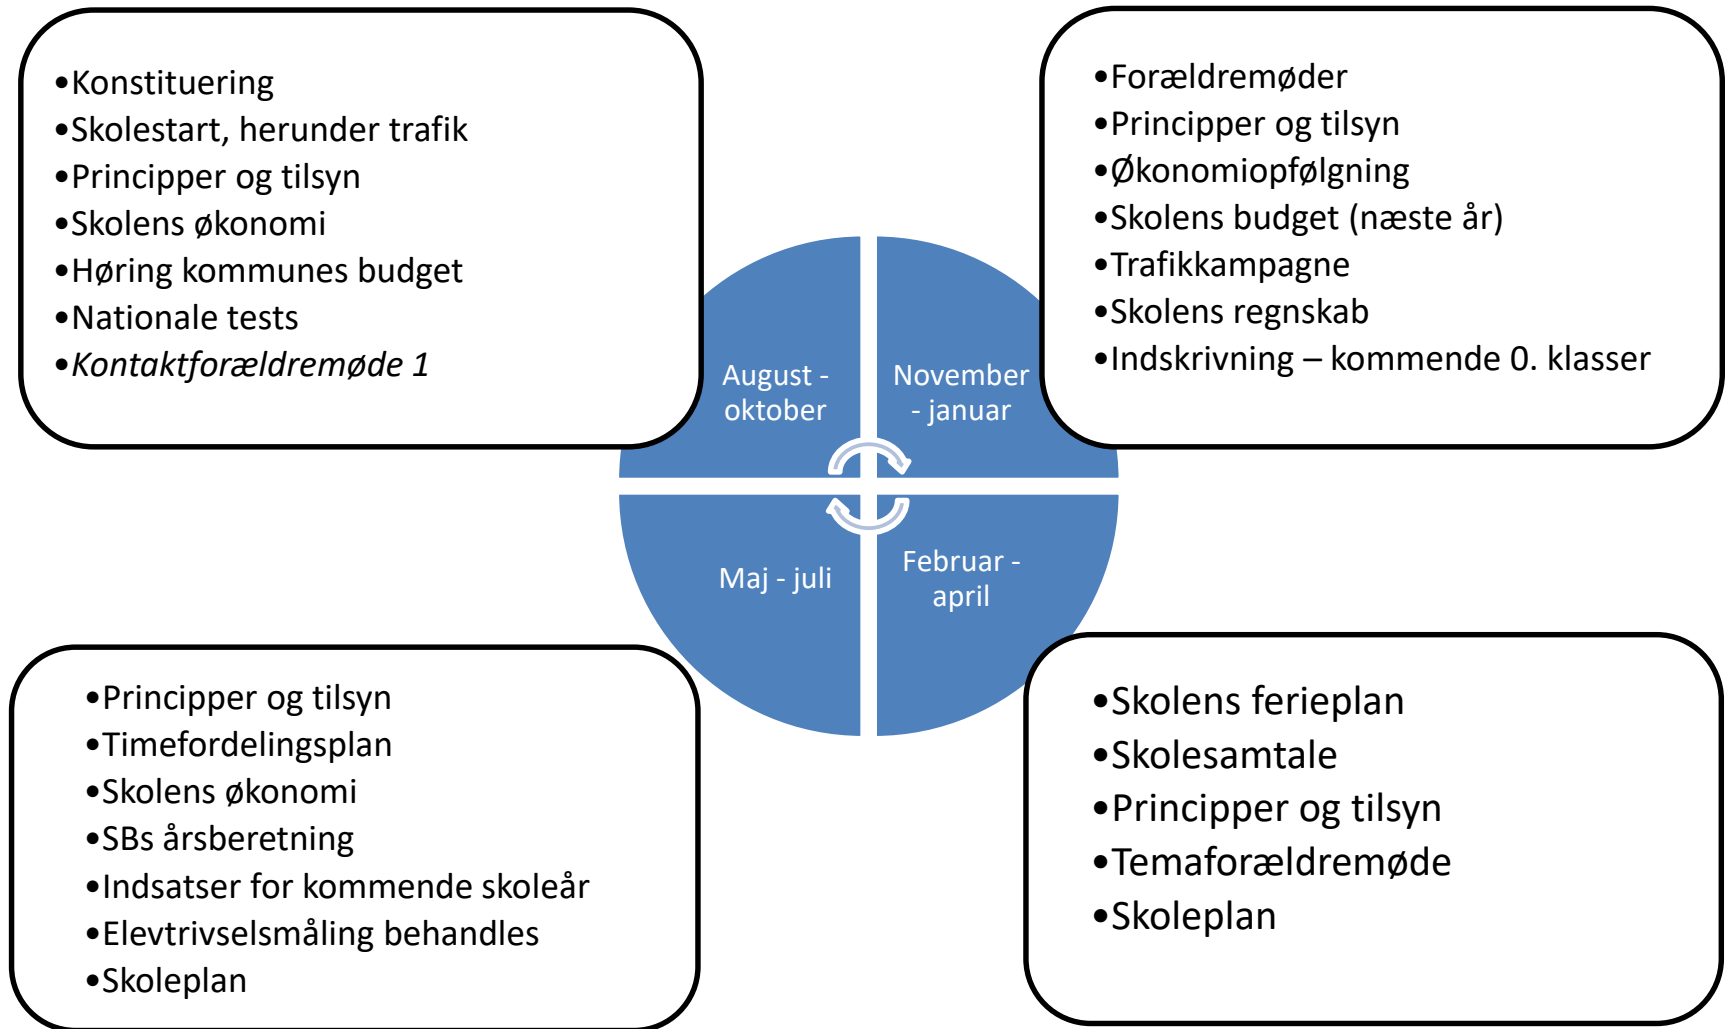 •Konstituering
•Skolestart, herunder trafik
•Principper og tilsyn
•Skolens økonomi
•Høring kommunes budget
•Nationale tests
•Kontaktforældremøde 1
•Forældremøder
•Principper og tilsyn
•Økonomiopfølgning
•Skolens budget (næste år)
•Trafikkampagne
•Skolens regnskab
•Indskrivning – kommende 0. klasser
August -
oktober
November
- januar
Maj - juli
Februar -
april
•Principper og tilsyn
•Timefordelingsplan
•Skolens økonomi
•SBs årsberetning
•Indsatser for kommende skoleår
•Elevtrivselsmåling behandles
•Skoleplan
•Skolens ferieplan
•Skolesamtale
•Principper og tilsyn
•Temaforældremøde
•Skoleplan